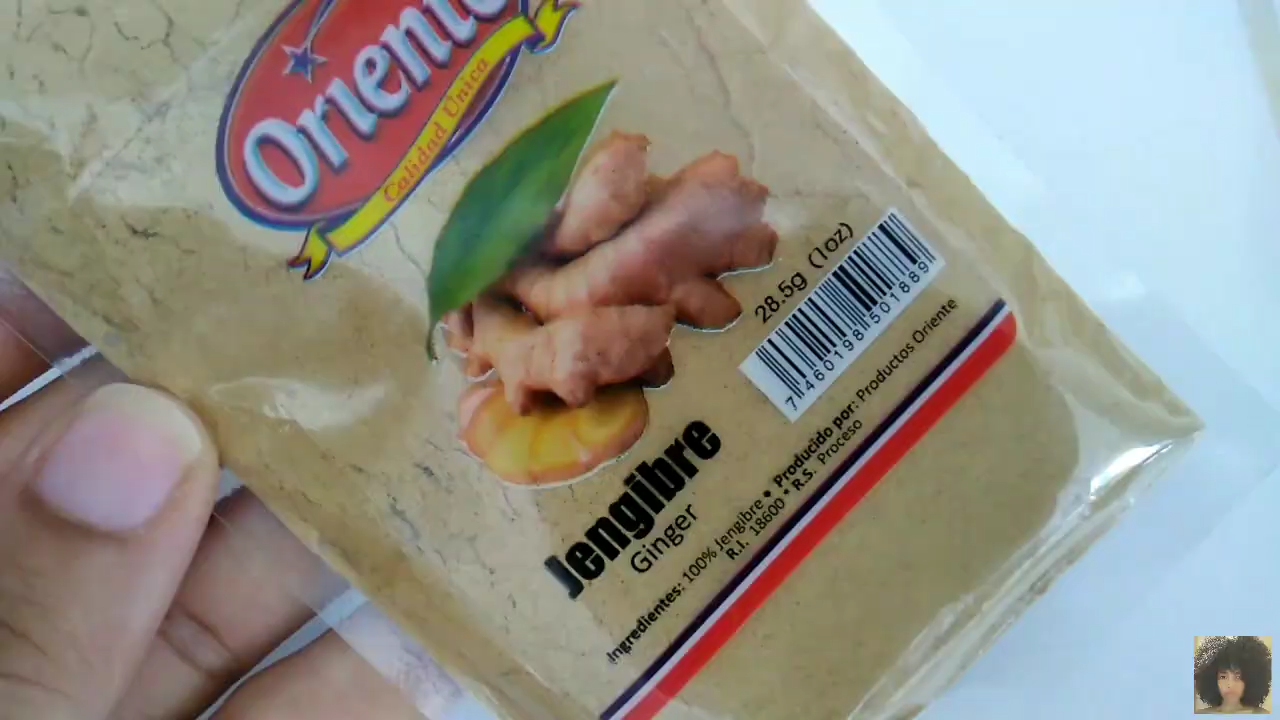 Oriente
Calidad Unica
28.5g (1oz)
7 460198 501889
Jengibre
Ginger
Ingredientes: 100% Jengibre • Producido por: Productos Oriente
R.I. 18600 • R.S. Proceso